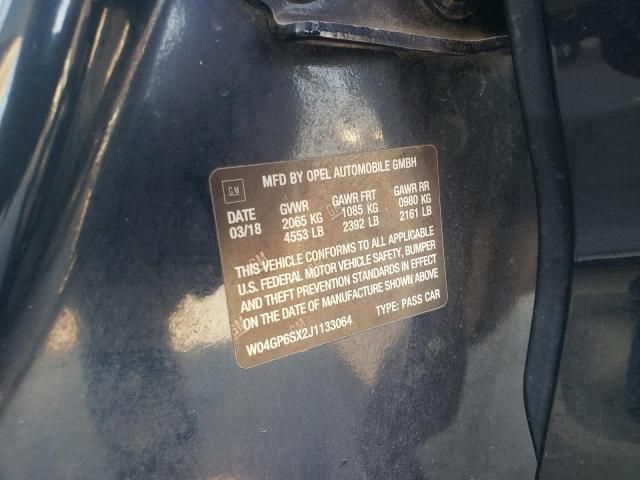 MFD BY OPEL AUTOMOBILE GMBH
GM
DATE GVWR GAWR FRT GAWR RR
03/18 2065 KG 1085 KG 0980 KG
4553 LB 2392 LB 2161 LB
THIS VEHICLE CONFORMS TO ALL APPLICABLE
U.S. FEDERAL MOTOR VEHICLE SAFETY, BUMPER
AND THEFT PREVENTION STANDARDS IN EFFECT
ON THE DATE OF MANUFACTURE SHOWN ABOVE
W04GP6SX2J1133064 TYPE: PASS CAR